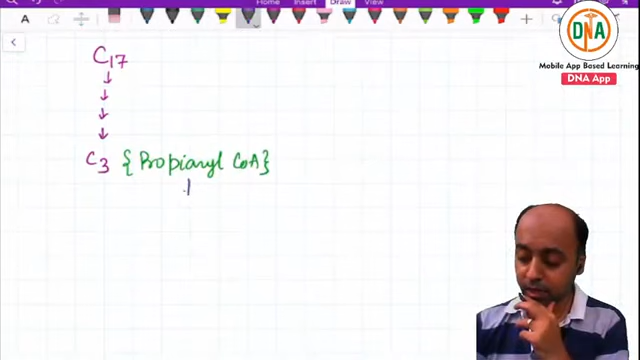 Home Insert Draw View
A
DNA
Mobile App Based Learning
DNA App
C17
C3 {Propianyl CoA}